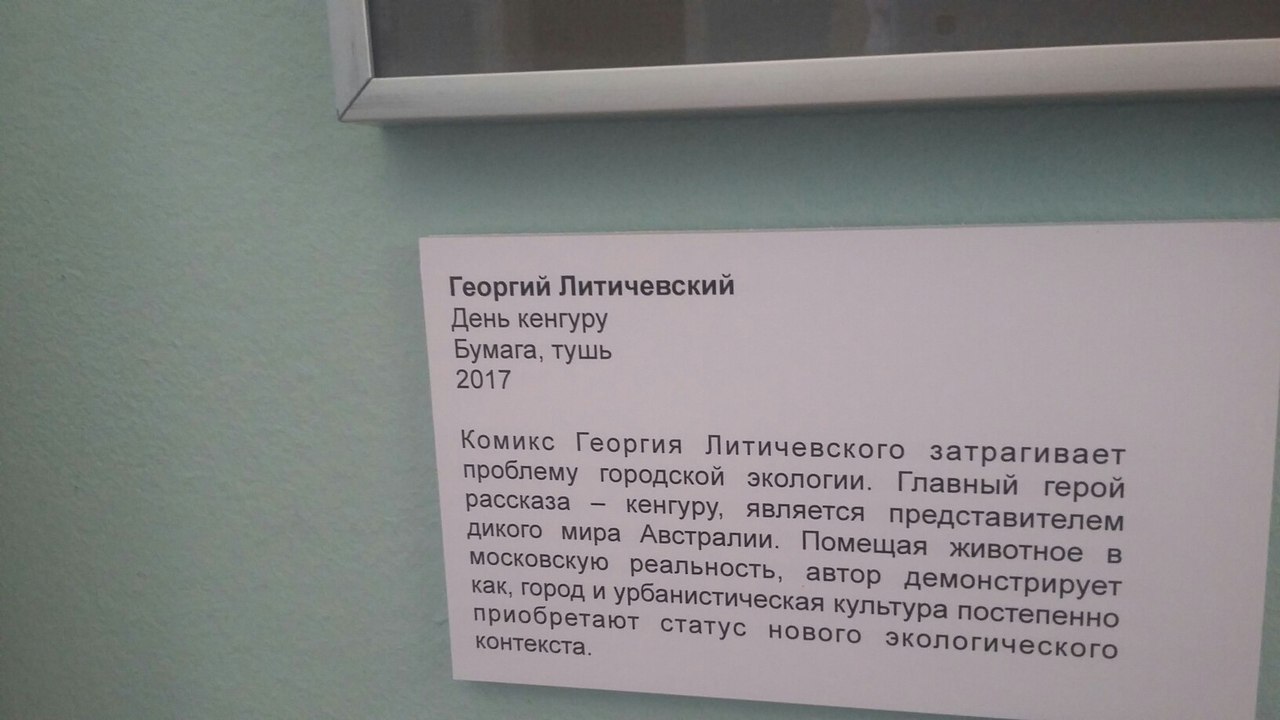 Георгий Литичевский
День кенгуру
Бумага, тушь
2017
Комикс Георгия Литичевского затрагивает
проблему городской экологии. Главный герой
рассказа – кенгуру, является представителем
дикого мира Австралии. Помещая животное в
московскую реальность, автор демонстрирует
как, город и урбанистическая культура постепенно
приобретают статус нового экологического
контекста.